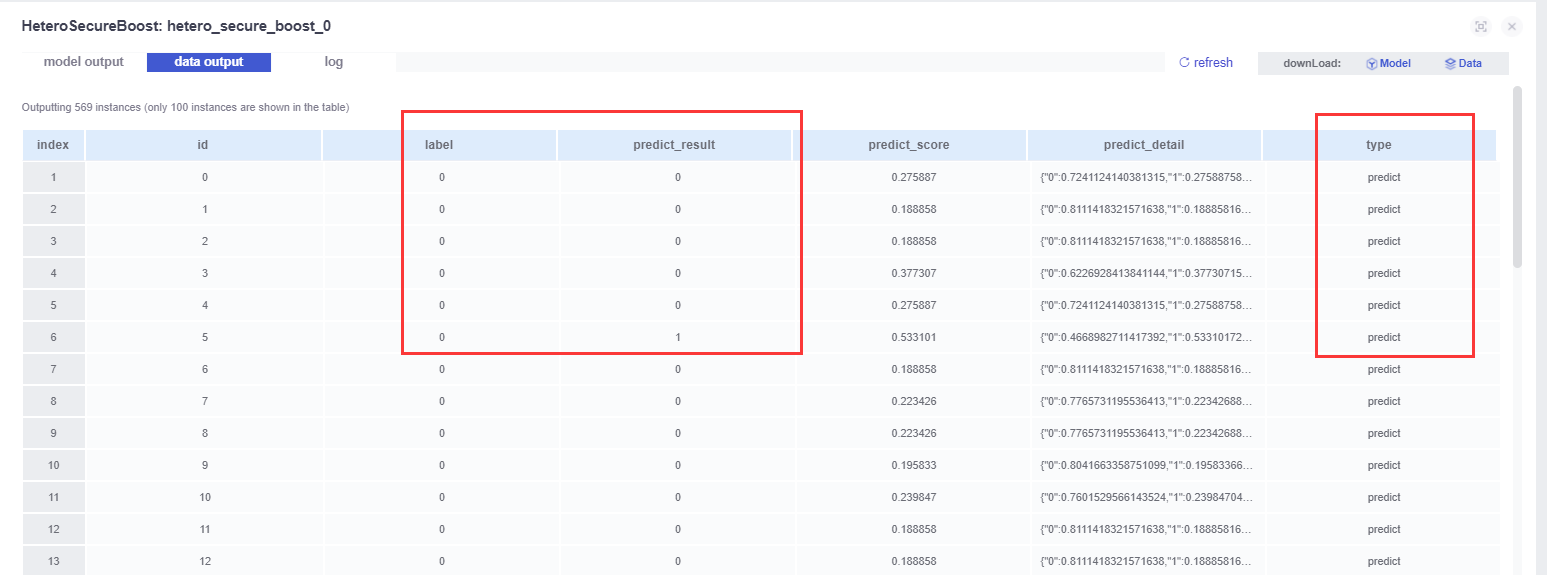 HeteroSecureBoost: hetero_secure_boost_0
model output data output log refresh downLoad: Model Data
Outputting 569 instances (only 100 instances are shown in the table)
index id label predict_result predict_score predict_detail type
1 0 0 0 0.275887 {"0":0.7241124140381315,"1":0.27588758... predict
2 1 0 0 0.188858 {"0":0.8111418321571638,"1":0.18885816... predict
3 2 0 0 0.188858 {"0":0.8111418321571638,"1":0.18885816... predict
4 3 0 0 0.377307 {"0":0.6226928413841144,"1":0.37730715... predict
5 4 0 0 0.275887 {"0":0.7241124140381315,"1":0.27588758... predict
6 5 0 1 0.533101 {"0":0.4668982711417392,"1":0.53310172... predict
7 6 0 0 0.188858 {"0":0.8111418321571638,"1":0.18885816... predict
8 7 0 0 0.223426 {"0":0.7765731195536413,"1":0.22342688... predict
9 8 0 0 0.223426 {"0":0.7765731195536413,"1":0.22342688... predict
10 9 0 0 0.195833 {"0":0.8041663358751099,"1":0.19583366... predict
11 10 0 0 0.239847 {"0":0.7601529566143524,"1":0.23984704... predict
12 11 0 0 0.188858 {"0":0.8111418321571638,"1":0.18885816... predict
13 12 0 0 0.188858 {"0":0.8111418321571638,"1":0.18885816... predict